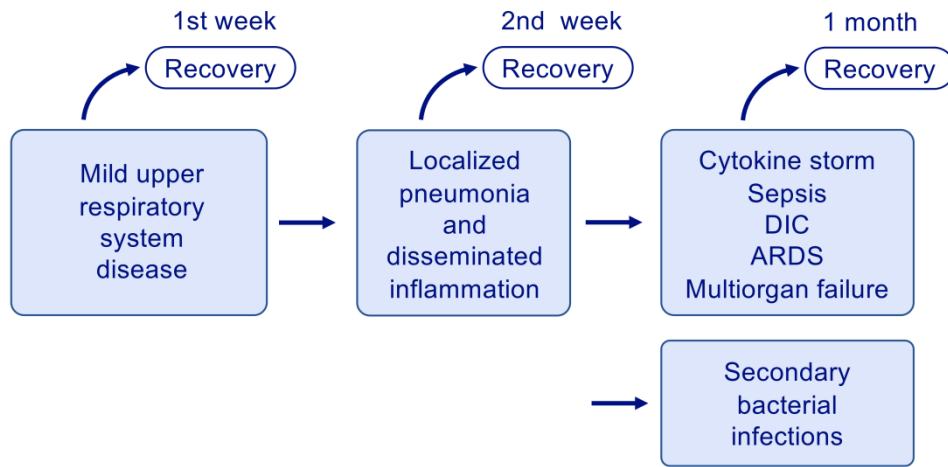 1st week
Recovery
2nd week
Recovery
1 month
Recovery
Mild upper
respiratory
system
disease
Localized
pneumonia
and
disseminated
inflammation
Cytokine storm
Sepsis
DIC
ARDS
Multiorgan failure
Secondary
bacterial
infections